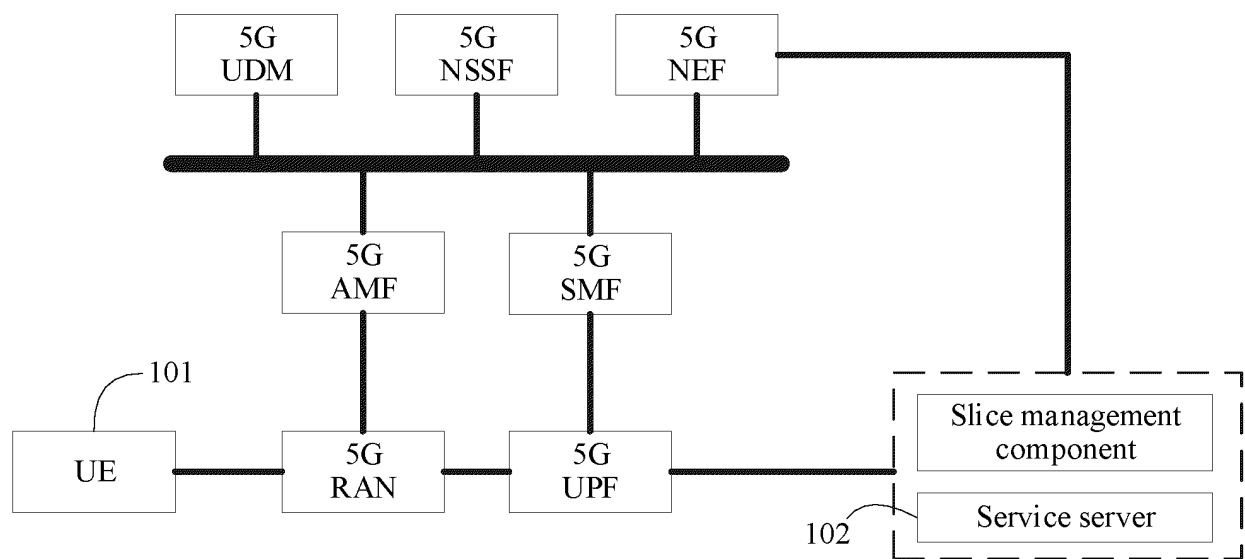 5G
UDM
5G
NSSF
5G
NEF
5G
AMF
5G
SMF
101
UE
5G
RAN
5G
UPF
Slice management
component
102
Service server